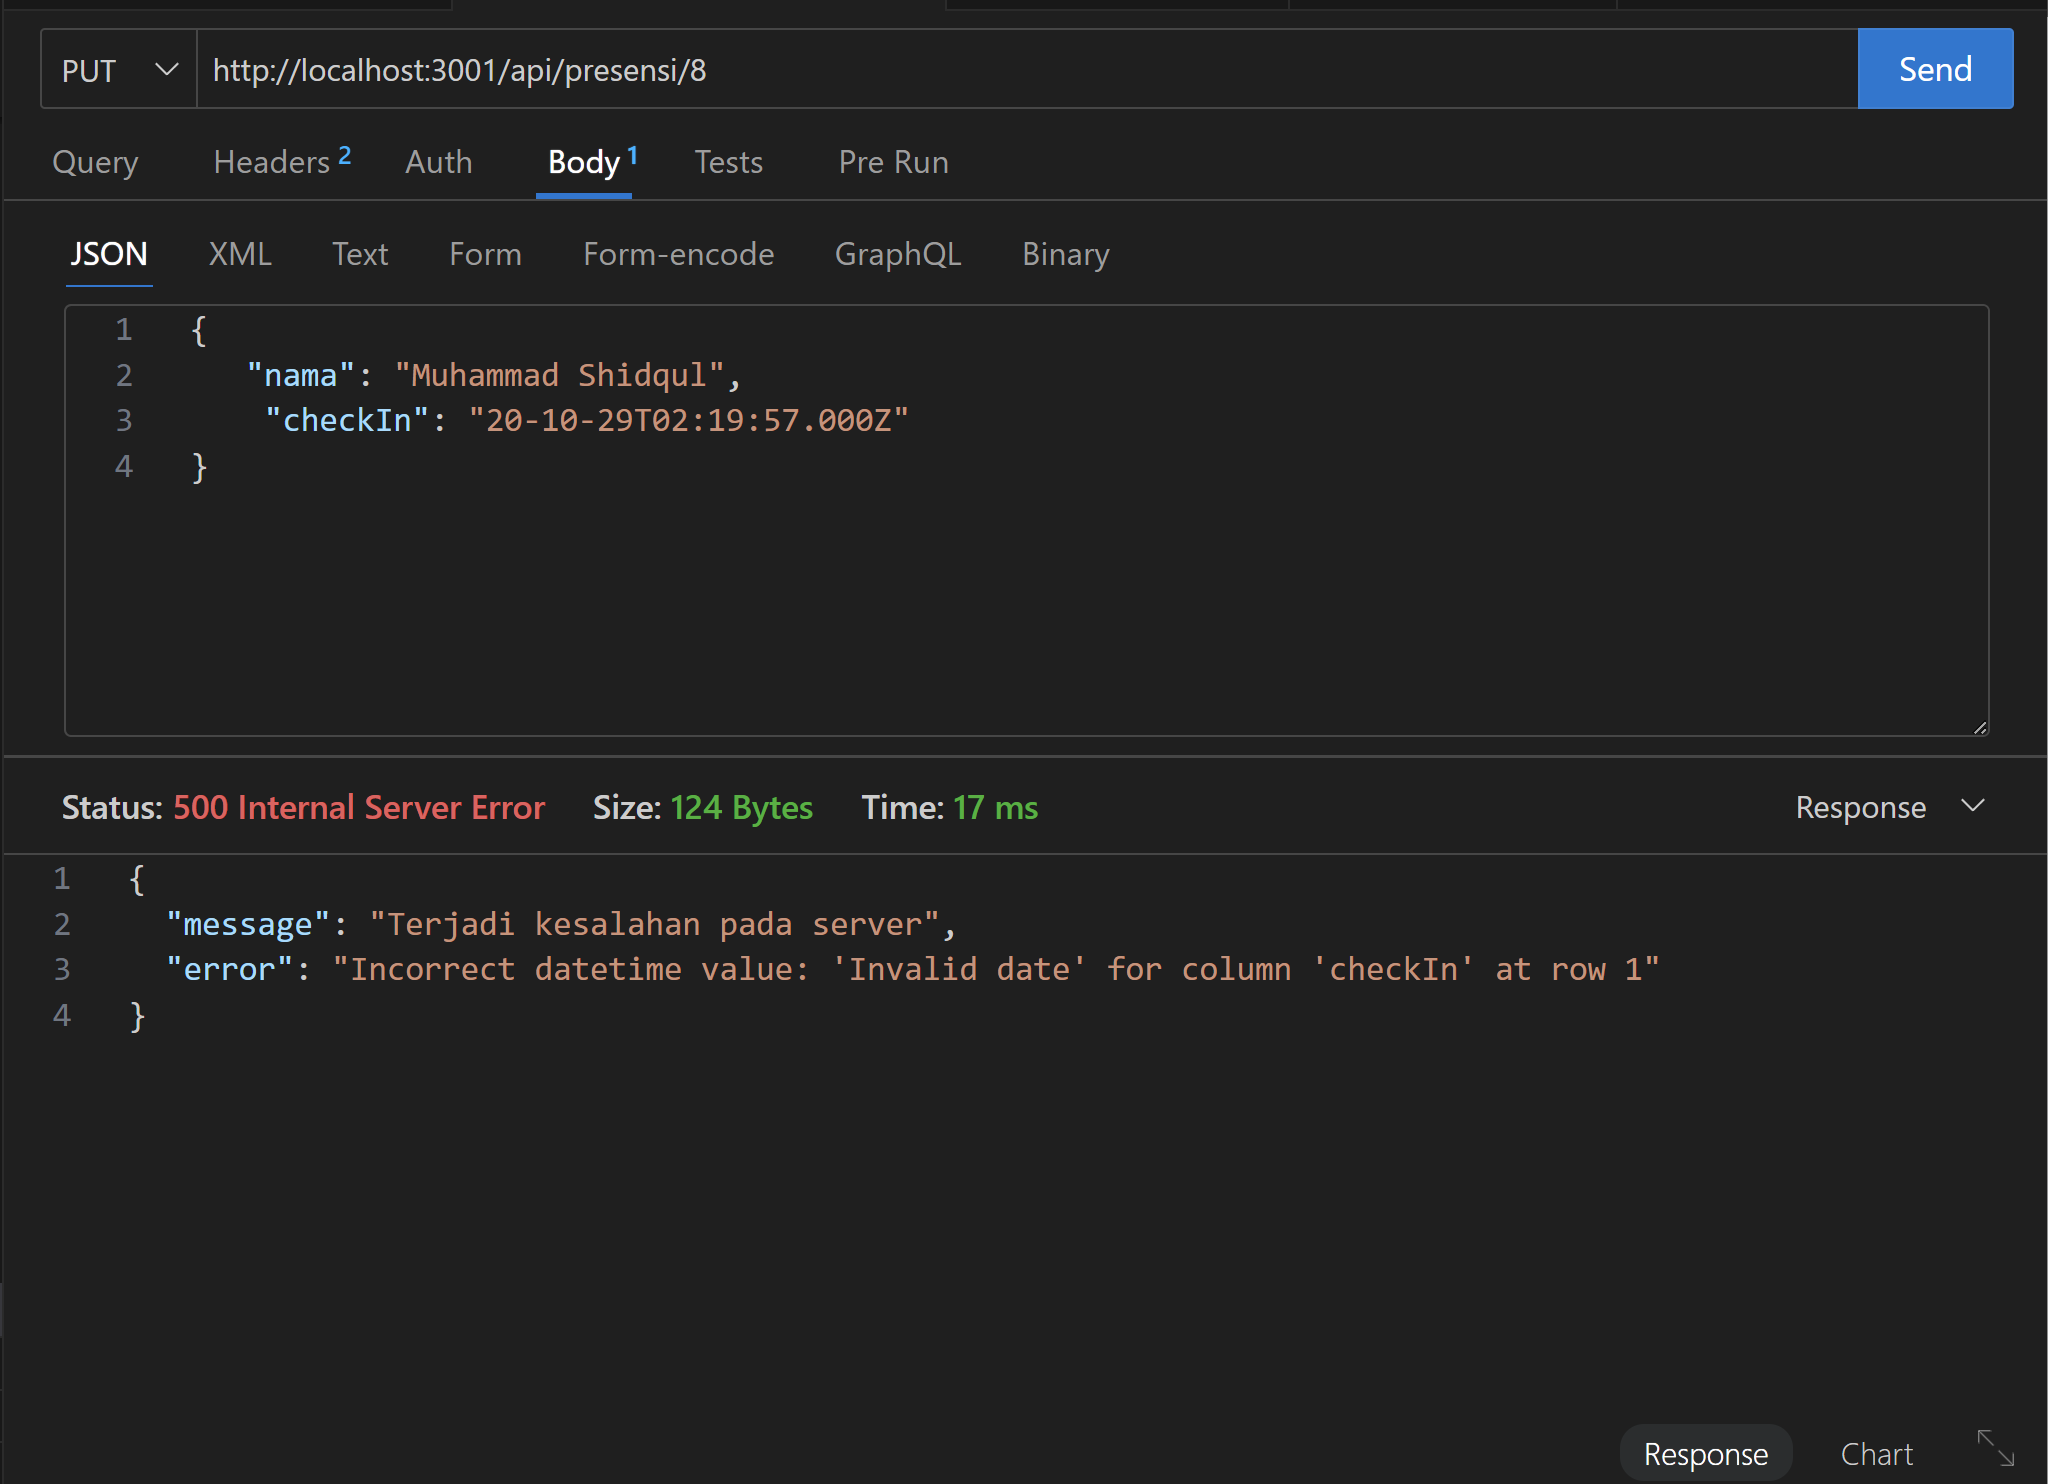 PUT http://localhost:3001/api/presensi/8 Send
Query Headers 2 Auth Body 1 Tests Pre Run
JSON XML Text Form Form-encode GraphQL Binary
1 {
2 "nama": "Muhammad Shidqul",
3 "checkIn": "20-10-29T02:19:57.000Z"
4 }
Status: 500 Internal Server Error Size: 124 Bytes Time: 17 ms Response
1 {
2 "message": "Terjadi kesalahan pada server",
3 "error": "Incorrect datetime value: 'Invalid date' for column 'checkIn' at row 1"
4 }
Response Chart